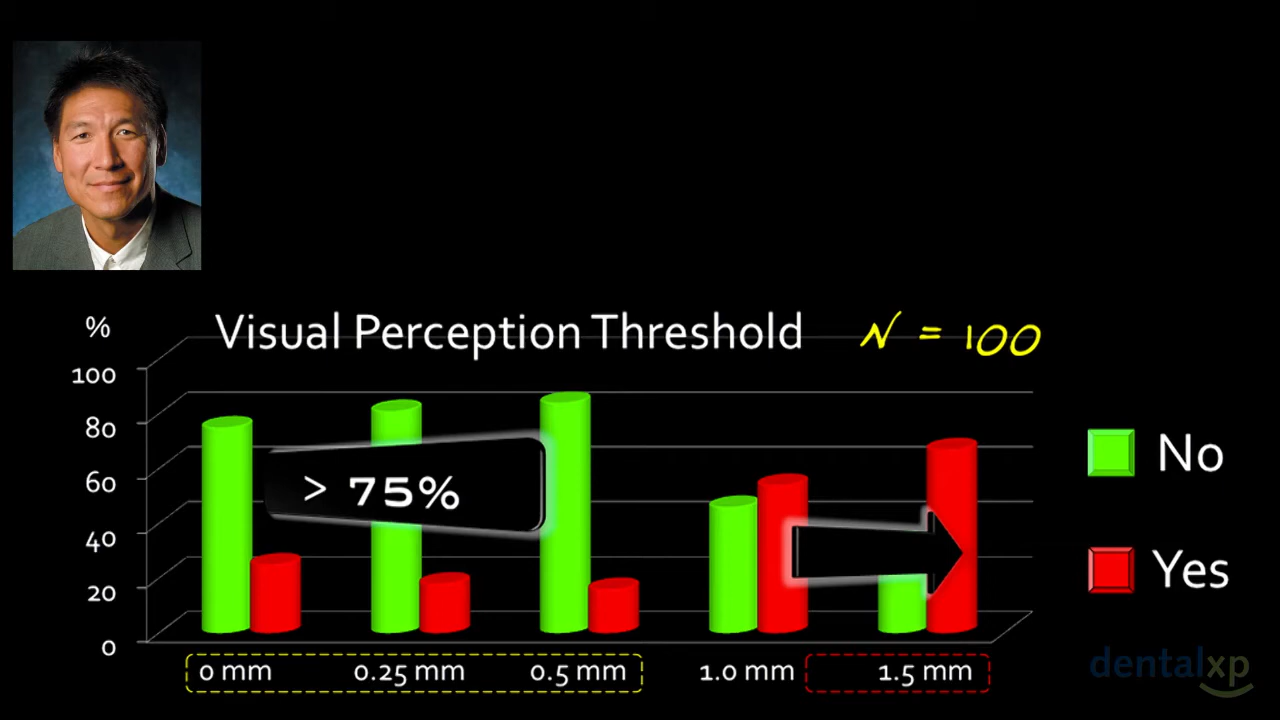 Visual Perception Threshold N = 100
%
100
80
60
40
20
0
> 75%
No
Yes
0 mm 0.25 mm 0.5 mm 1.0 mm 1.5 mm
dentalxp